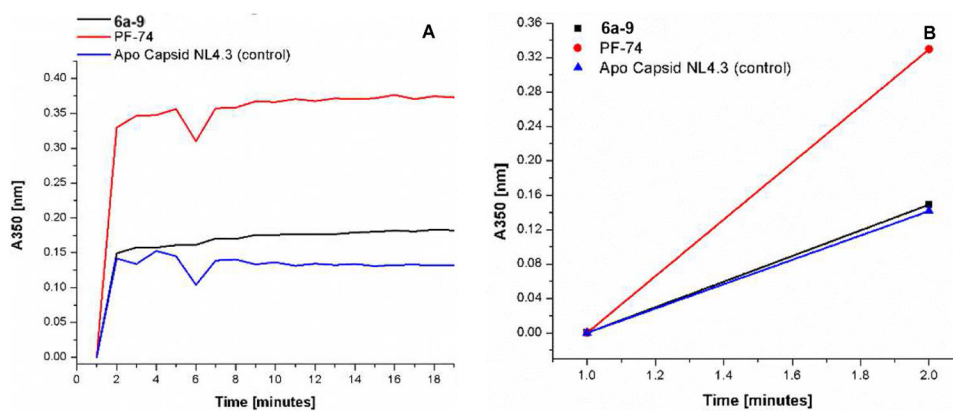 6a-9
PF-74
Apo Capsid NL4.3 (control)
A
0.40
0.35
0.30
0.25
0.20
0.15
0.10
0.05
0.00
A350 [nm]
0 2 4 6 8 10 12 14 16 18
Time [minutes]
6a-9
PF-74
Apo Capsid NL4.3 (control)
B
0.36
0.32
0.28
0.24
0.20
0.16
0.12
0.08
0.04
0.00
A350 [nm]
1.0 1.2 1.4 1.6 1.8 2.0
Time [minutes]